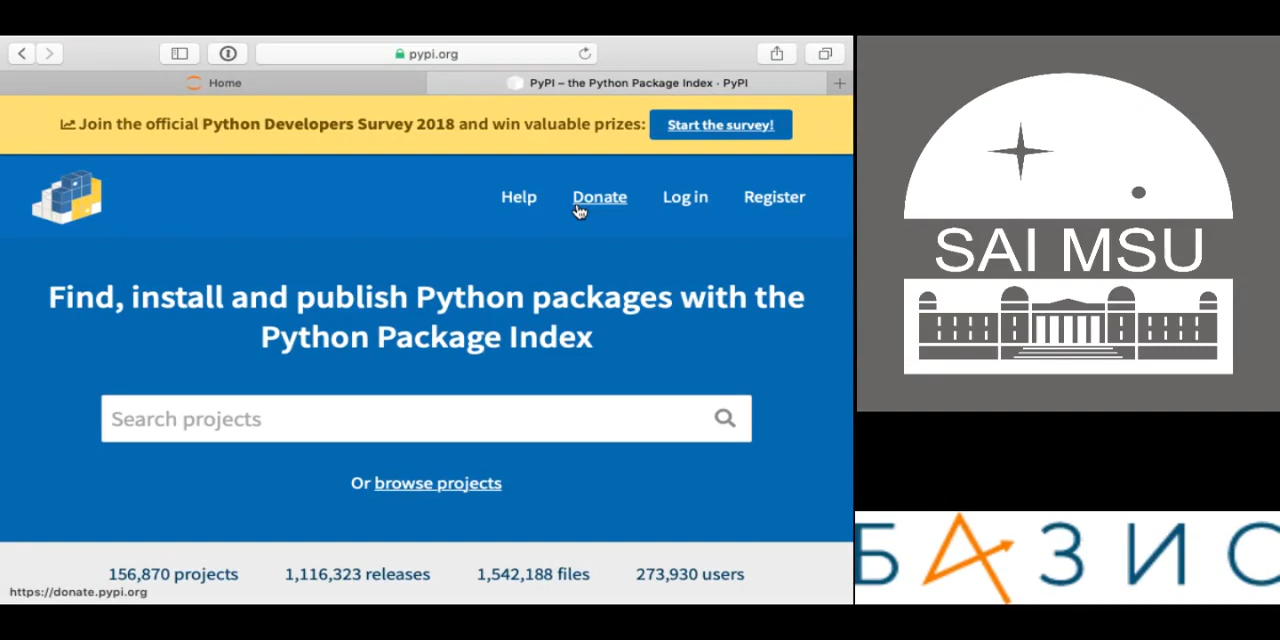 pypi.org
Home
PyPI – the Python Package Index · PyPI
Join the official Python Developers Survey 2018 and win valuable prizes: Start the survey!
Help Donate Log in Register
Find, install and publish Python packages with the
Python Package Index
Search projects
Or browse projects
156,870 projects 1,116,323 releases 1,542,188 files 273,930 users
https://donate.pypi.org
SAI MSU
БАЗИС